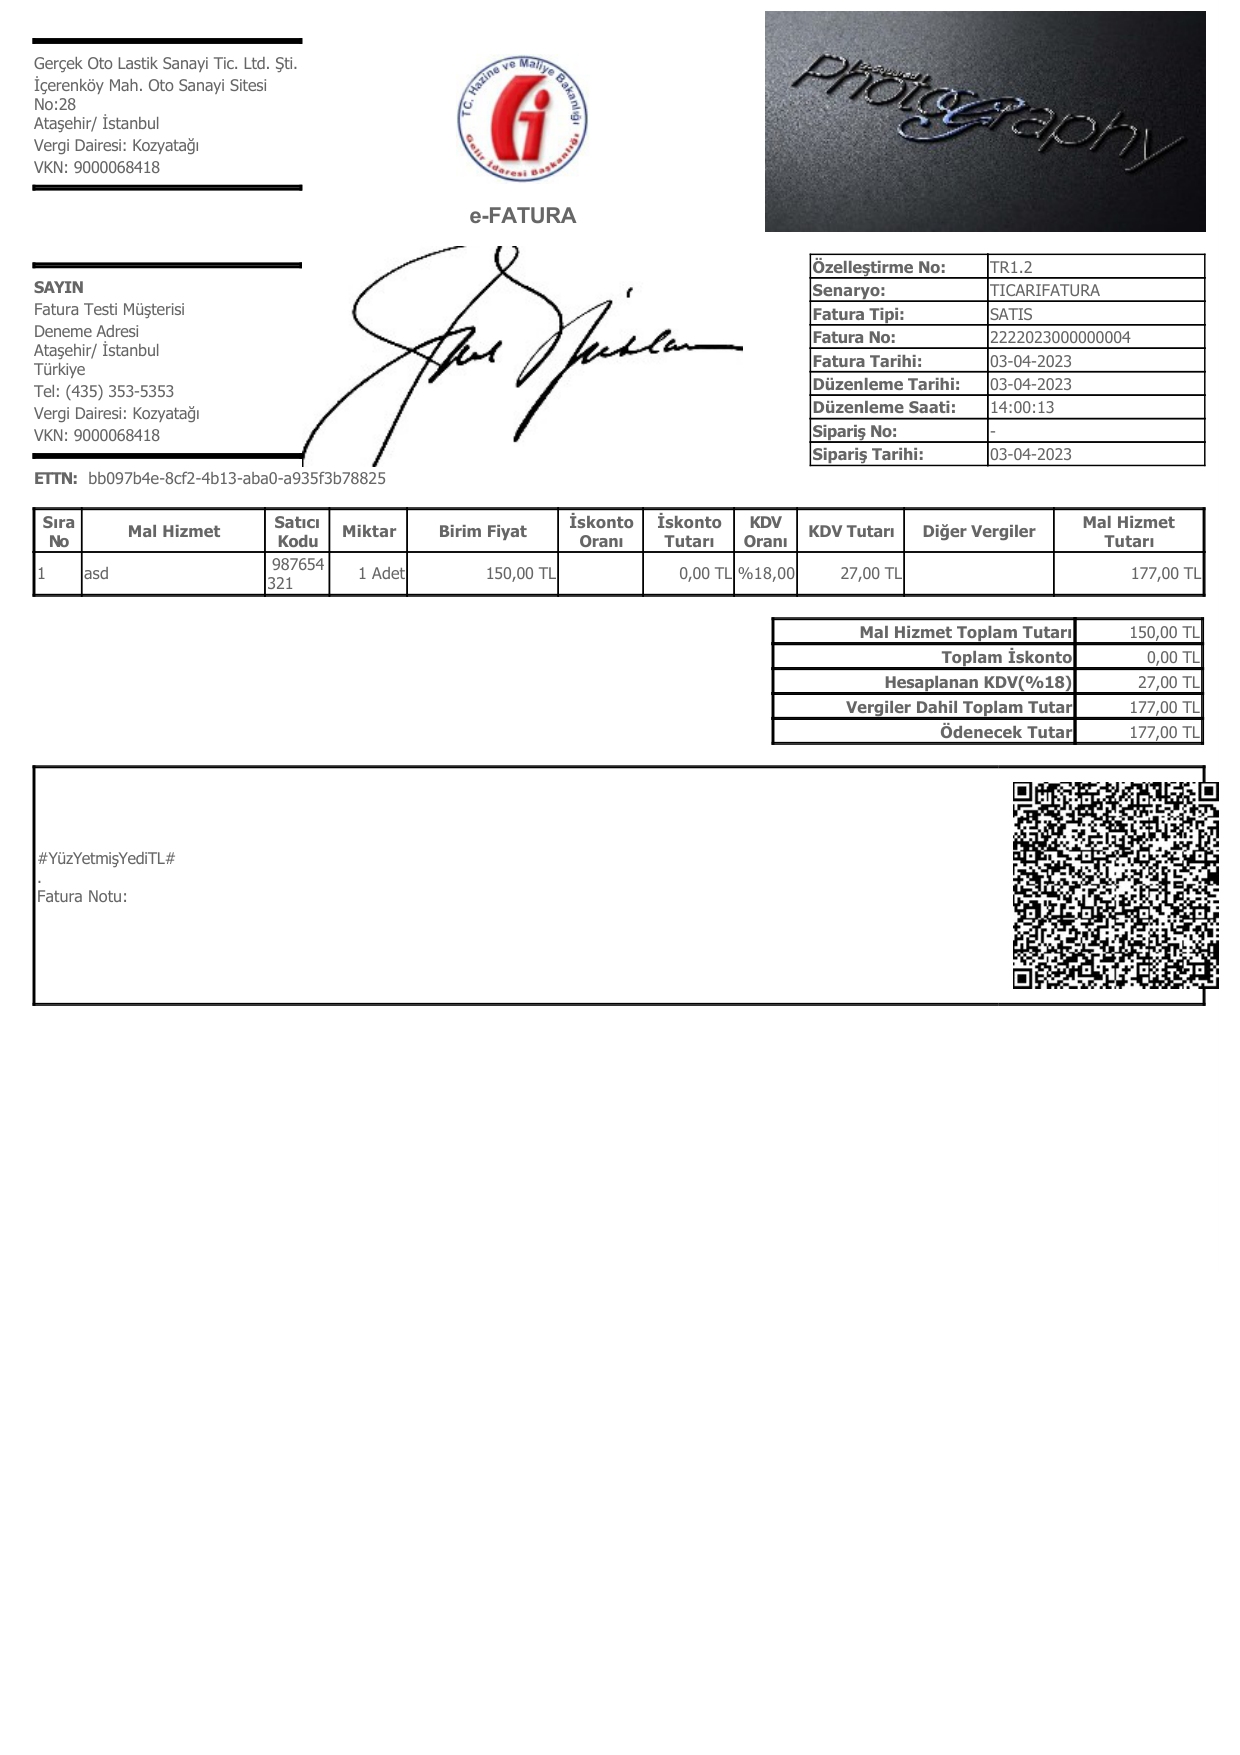 Gerçek Oto Lastik Sanayi Tic. Ltd. Şti.
İçerenköy Mah. Oto Sanayi Sitesi
No:28
Ataşehir/ İstanbul
Vergi Dairesi: Kozyatağı
VKN: 9000068418
T.C. Hazine ve Maliye Bakanlığı
Gelir İdaresi Başkanlığı
e-FATURA
PhotoGraphy
SAYIN
Fatura Testi Müşterisi
Deneme Adresi
Ataşehir/ İstanbul
Türkiye
Tel: (435) 353-5353
Vergi Dairesi: Kozyatağı
VKN: 9000068418
ETTN: bb097b4e-8cf2-4b13-aba0-a935f3b78825
Özelleştirme No: TR1.2
Senaryo: TICARIFATURA
Fatura Tipi: SATIS
Fatura No: 2222023000000004
Fatura Tarihi: 03-04-2023
Düzenleme Tarihi: 03-04-2023
Düzenleme Saati: 14:00:13
Sipariş No: -
Sipariş Tarihi: 03-04-2023
Sıra No Mal Hizmet Satıcı Kodu Miktar Birim Fiyat İskonto Oranı İskonto Tutarı KDV Oranı KDV Tutarı Diğer Vergiler Mal Hizmet Tutarı
1 asd 987654 321 1 Adet 150,00 TL 0,00 TL %18,00 27,00 TL 177,00 TL
Mal Hizmet Toplam Tutarı 150,00 TL
Toplam İskonto 0,00 TL
Hesaplanan KDV(%18) 27,00 TL
Vergiler Dahil Toplam Tutar 177,00 TL
Ödenecek Tutar 177,00 TL
#YüzYetmişYediTL#
.
Fatura Notu: